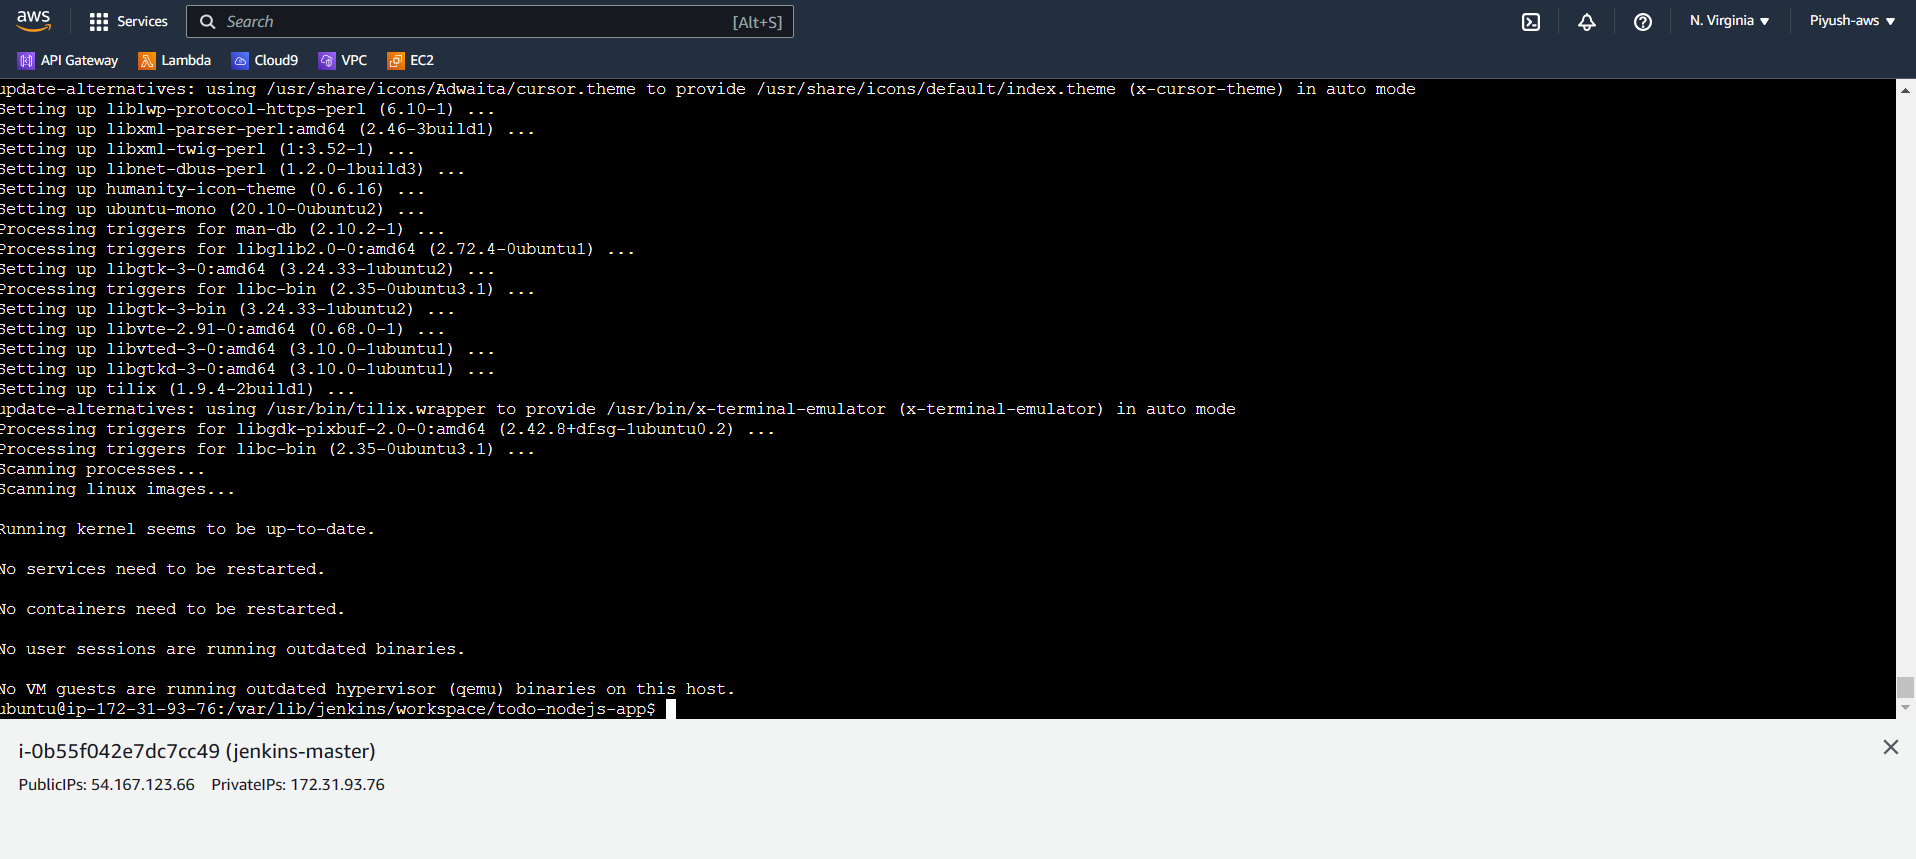 aws
Services
Search
[Alt+S]
N. Virginia
Piyush-aws
API Gateway
Lambda
Cloud9
VPC
EC2
update-alternatives: using /usr/share/icons/Adwaita/cursor.theme to provide /usr/share/icons/default/index.theme (x-cursor-theme) in auto mode
Setting up liblwp-protocol-https-perl (6.10-1) ...
Setting up libxml-parser-perl:amd64 (2.46-3build1) ...
Setting up libxml-twig-perl (1:3.52-1) ...
Setting up libnet-dbus-perl (1.2.0-1build3) ...
Setting up humanity-icon-theme (0.6.16) ...
Setting up ubuntu-mono (20.10-0ubuntu2) ...
Processing triggers for man-db (2.10.2-1) ...
Processing triggers for libglib2.0-0:amd64 (2.72.4-0ubuntu1) ...
Setting up libgtk-3-0:amd64 (3.24.33-1ubuntu2) ...
Processing triggers for libc-bin (2.35-0ubuntu3.1) ...
Setting up libgtk-3-bin (3.24.33-1ubuntu2) ...
Setting up libvte-2.91-0:amd64 (0.68.0-1) ...
Setting up libvted-3-0:amd64 (3.10.0-1ubuntu1) ...
Setting up libgtkd-3-0:amd64 (3.10.0-1ubuntu1) ...
Setting up tilix (1.9.4-2build1) ...
update-alternatives: using /usr/bin/tilix.wrapper to provide /usr/bin/x-terminal-emulator (x-terminal-emulator) in auto mode
Processing triggers for libgdk-pixbuf-2.0-0:amd64 (2.42.8+dfsg-1ubuntu0.2) ...
Processing triggers for libc-bin (2.35-0ubuntu3.1) ...
Scanning processes...
Scanning linux images...
Running kernel seems to be up-to-date.
No services need to be restarted.
No containers need to be restarted.
No user sessions are running outdated binaries.
No VM guests are running outdated hypervisor (qemu) binaries on this host.
ubuntu@ip-172-31-93-76:/var/lib/jenkins/workspace/todo-nodejs-app$
i-0b55f042e7dc7cc49 (jenkins-master)
PublicIPs: 54.167.123.66 PrivateIPs: 172.31.93.76